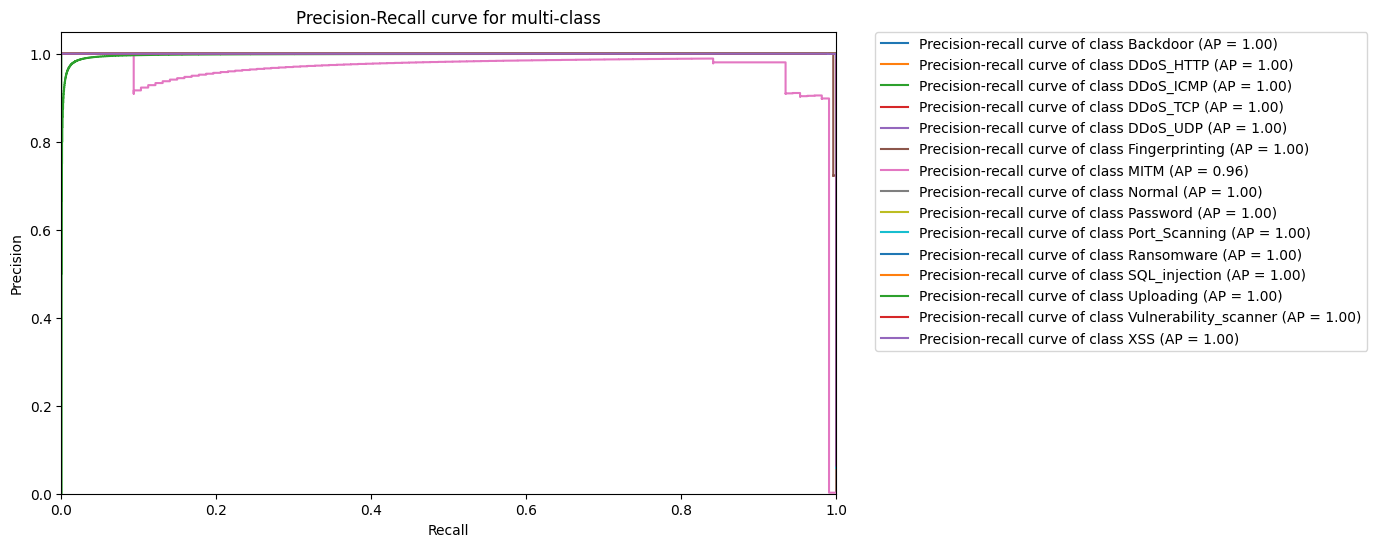 Precision-Recall curve for multi-class
1.0
0.8
0.6
0.4
0.2
0.0
Precision
0.0
0.2
0.4
0.6
0.8
1.0
Recall
Precision-recall curve of class Backdoor (AP = 1.00)
Precision-recall curve of class DDoS_HTTP (AP = 1.00)
Precision-recall curve of class DDoS_ICMP (AP = 1.00)
Precision-recall curve of class DDoS_TCP (AP = 1.00)
Precision-recall curve of class DDoS_UDP (AP = 1.00)
Precision-recall curve of class Fingerprinting (AP = 1.00)
Precision-recall curve of class MITM (AP = 0.96)
Precision-recall curve of class Normal (AP = 1.00)
Precision-recall curve of class Password (AP = 1.00)
Precision-recall curve of class Port_Scanning (AP = 1.00)
Precision-recall curve of class Ransomware (AP = 1.00)
Precision-recall curve of class SQL_injection (AP = 1.00)
Precision-recall curve of class Uploading (AP = 1.00)
Precision-recall curve of class Vulnerability_scanner (AP = 1.00)
Precision-recall curve of class XSS (AP = 1.00)